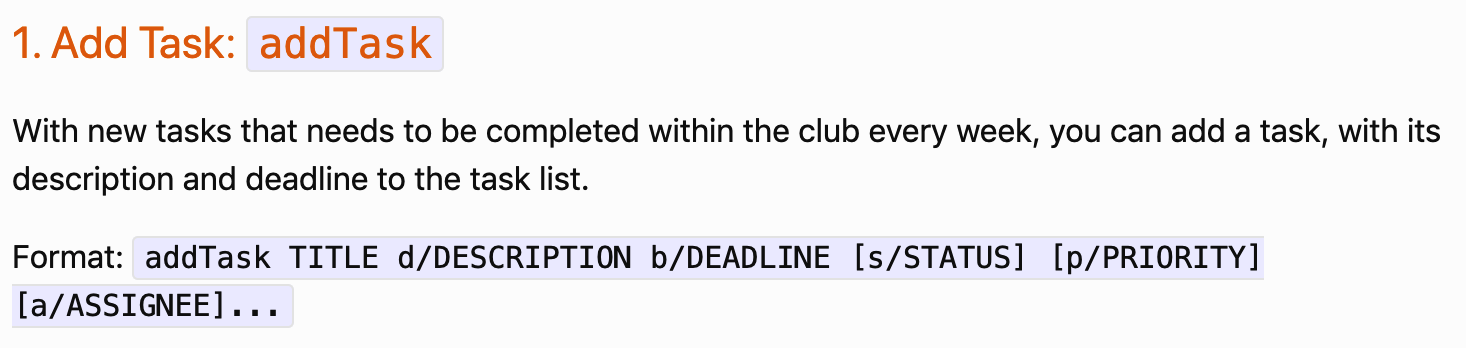 1. Add Task: addTask
With new tasks that needs to be completed within the club every week, you can add a task, with its
description and deadline to the task list.
Format: addTask TITLE d/DESCRIPTION b/DEADLINE [s/STATUS] [p/PRIORITY]
[a/ASSIGNEE]...